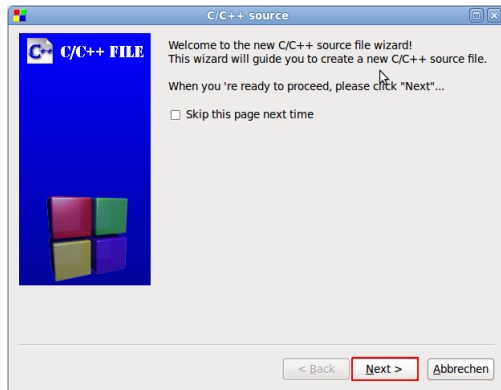 C/C++ source
C++ C/C++ FILE
Welcome to the new C/C++ source file wizard!
This wizard will guide you to create a new C/C++ source file.
When you 're ready to proceed, please click "Next"...
Skip this page next time
< Back
Next >
Abbrechen